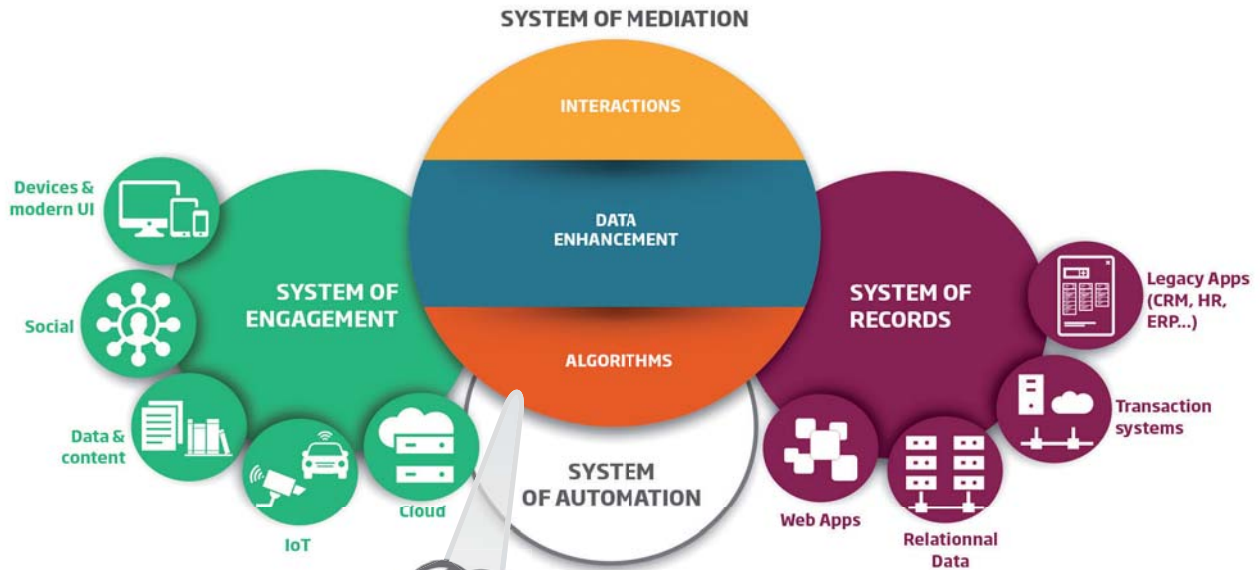 SYSTEM OF MEDIATION
INTERACTIONS
DATA
ENHANCEMENT
ALGORITHMS
Devices &
modern UI
Social
Data &
content
IoT
Cloud
SYSTEM OF
ENGAGEMENT
SYSTEM
OF AUTOMATION
SYSTEM OF
RECORDS
Legacy Apps
(CRM, HR,
ERP...)
Transaction
systems
Web Apps
Relationnal
Data